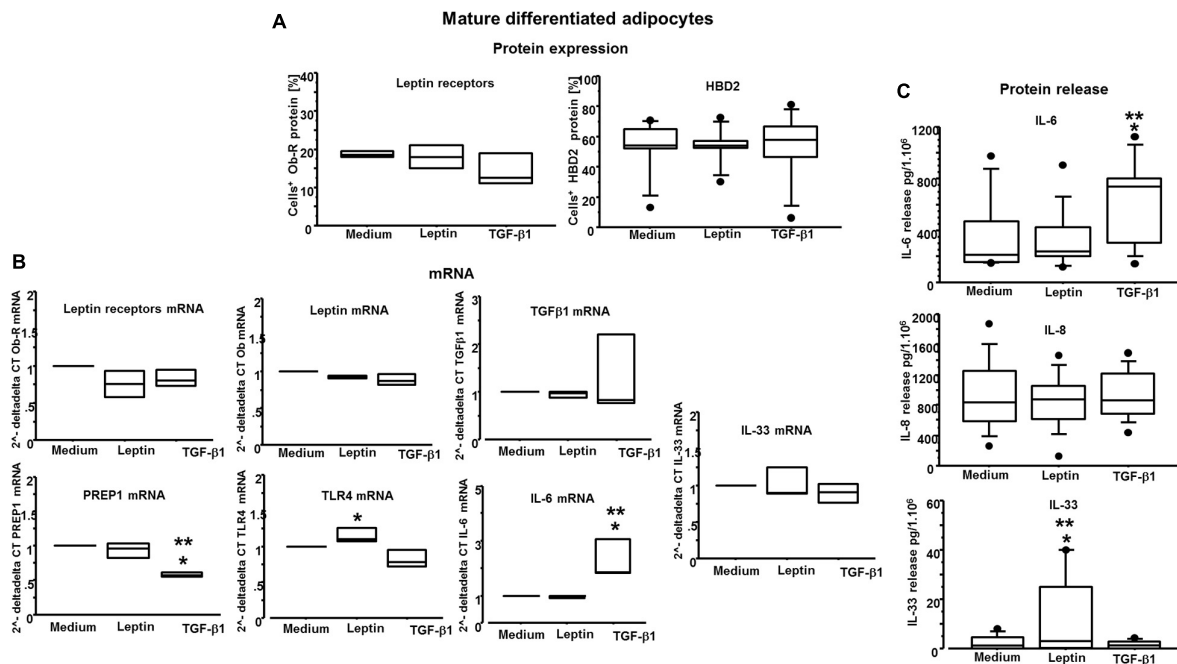 A
Mature differentiated adipocytes
Protein expression
Cells⁺ Ob-R protein [%]
40
30
20
10
0
Leptin receptors
Medium Leptin TGF-β1
Cells⁺ HBD2 protein [%]
100
80
60
40
20
0
HBD2
Medium Leptin TGF-β1
B
mRNA
2^- deltadelta CT Ob-R mRNA
2
1.5
1
.5
0
Leptin receptors mRNA
Medium Leptin TGF-β1
2^- deltadelta CT Ob mRNA
2
1.5
1
.5
0
Leptin mRNA
Medium Leptin TGF-β1
2^- deltadelta CT TGFβ1 mRNA
3
2
1
0
TGFβ1 mRNA
Medium Leptin TGF-β1
2^- deltadelta CT PREP1 mRNA
2
1.5
1
.5
0
PREP1 mRNA
**
*
Medium Leptin TGF-β1
2^- deltadelta CT TLR4 mRNA
2
1.5
1
.5
0
TLR4 mRNA
*
Medium Leptin TGF-β1
2^- deltadelta CT IL-6 mRNA
5
3
1
0
IL-6 mRNA
**
*
Medium Leptin TGF-β1
2^- deltadelta CT IL-33 mRNA
2
1.5
1
.5
0
IL-33 mRNA
Medium Leptin TGF-β1
C
Protein release
IL-6
IL-6 release pg/1.10⁶
1200
800
400
0
**
*
Medium Leptin TGF-β1
IL-8
IL-8 release pg/1.10⁶
2000
1600
1200
800
400
0
Medium Leptin TGF-β1
IL-33
IL-33 release pg/1.10⁶
60
40
20
0
**
*
Medium Leptin TGF-β1